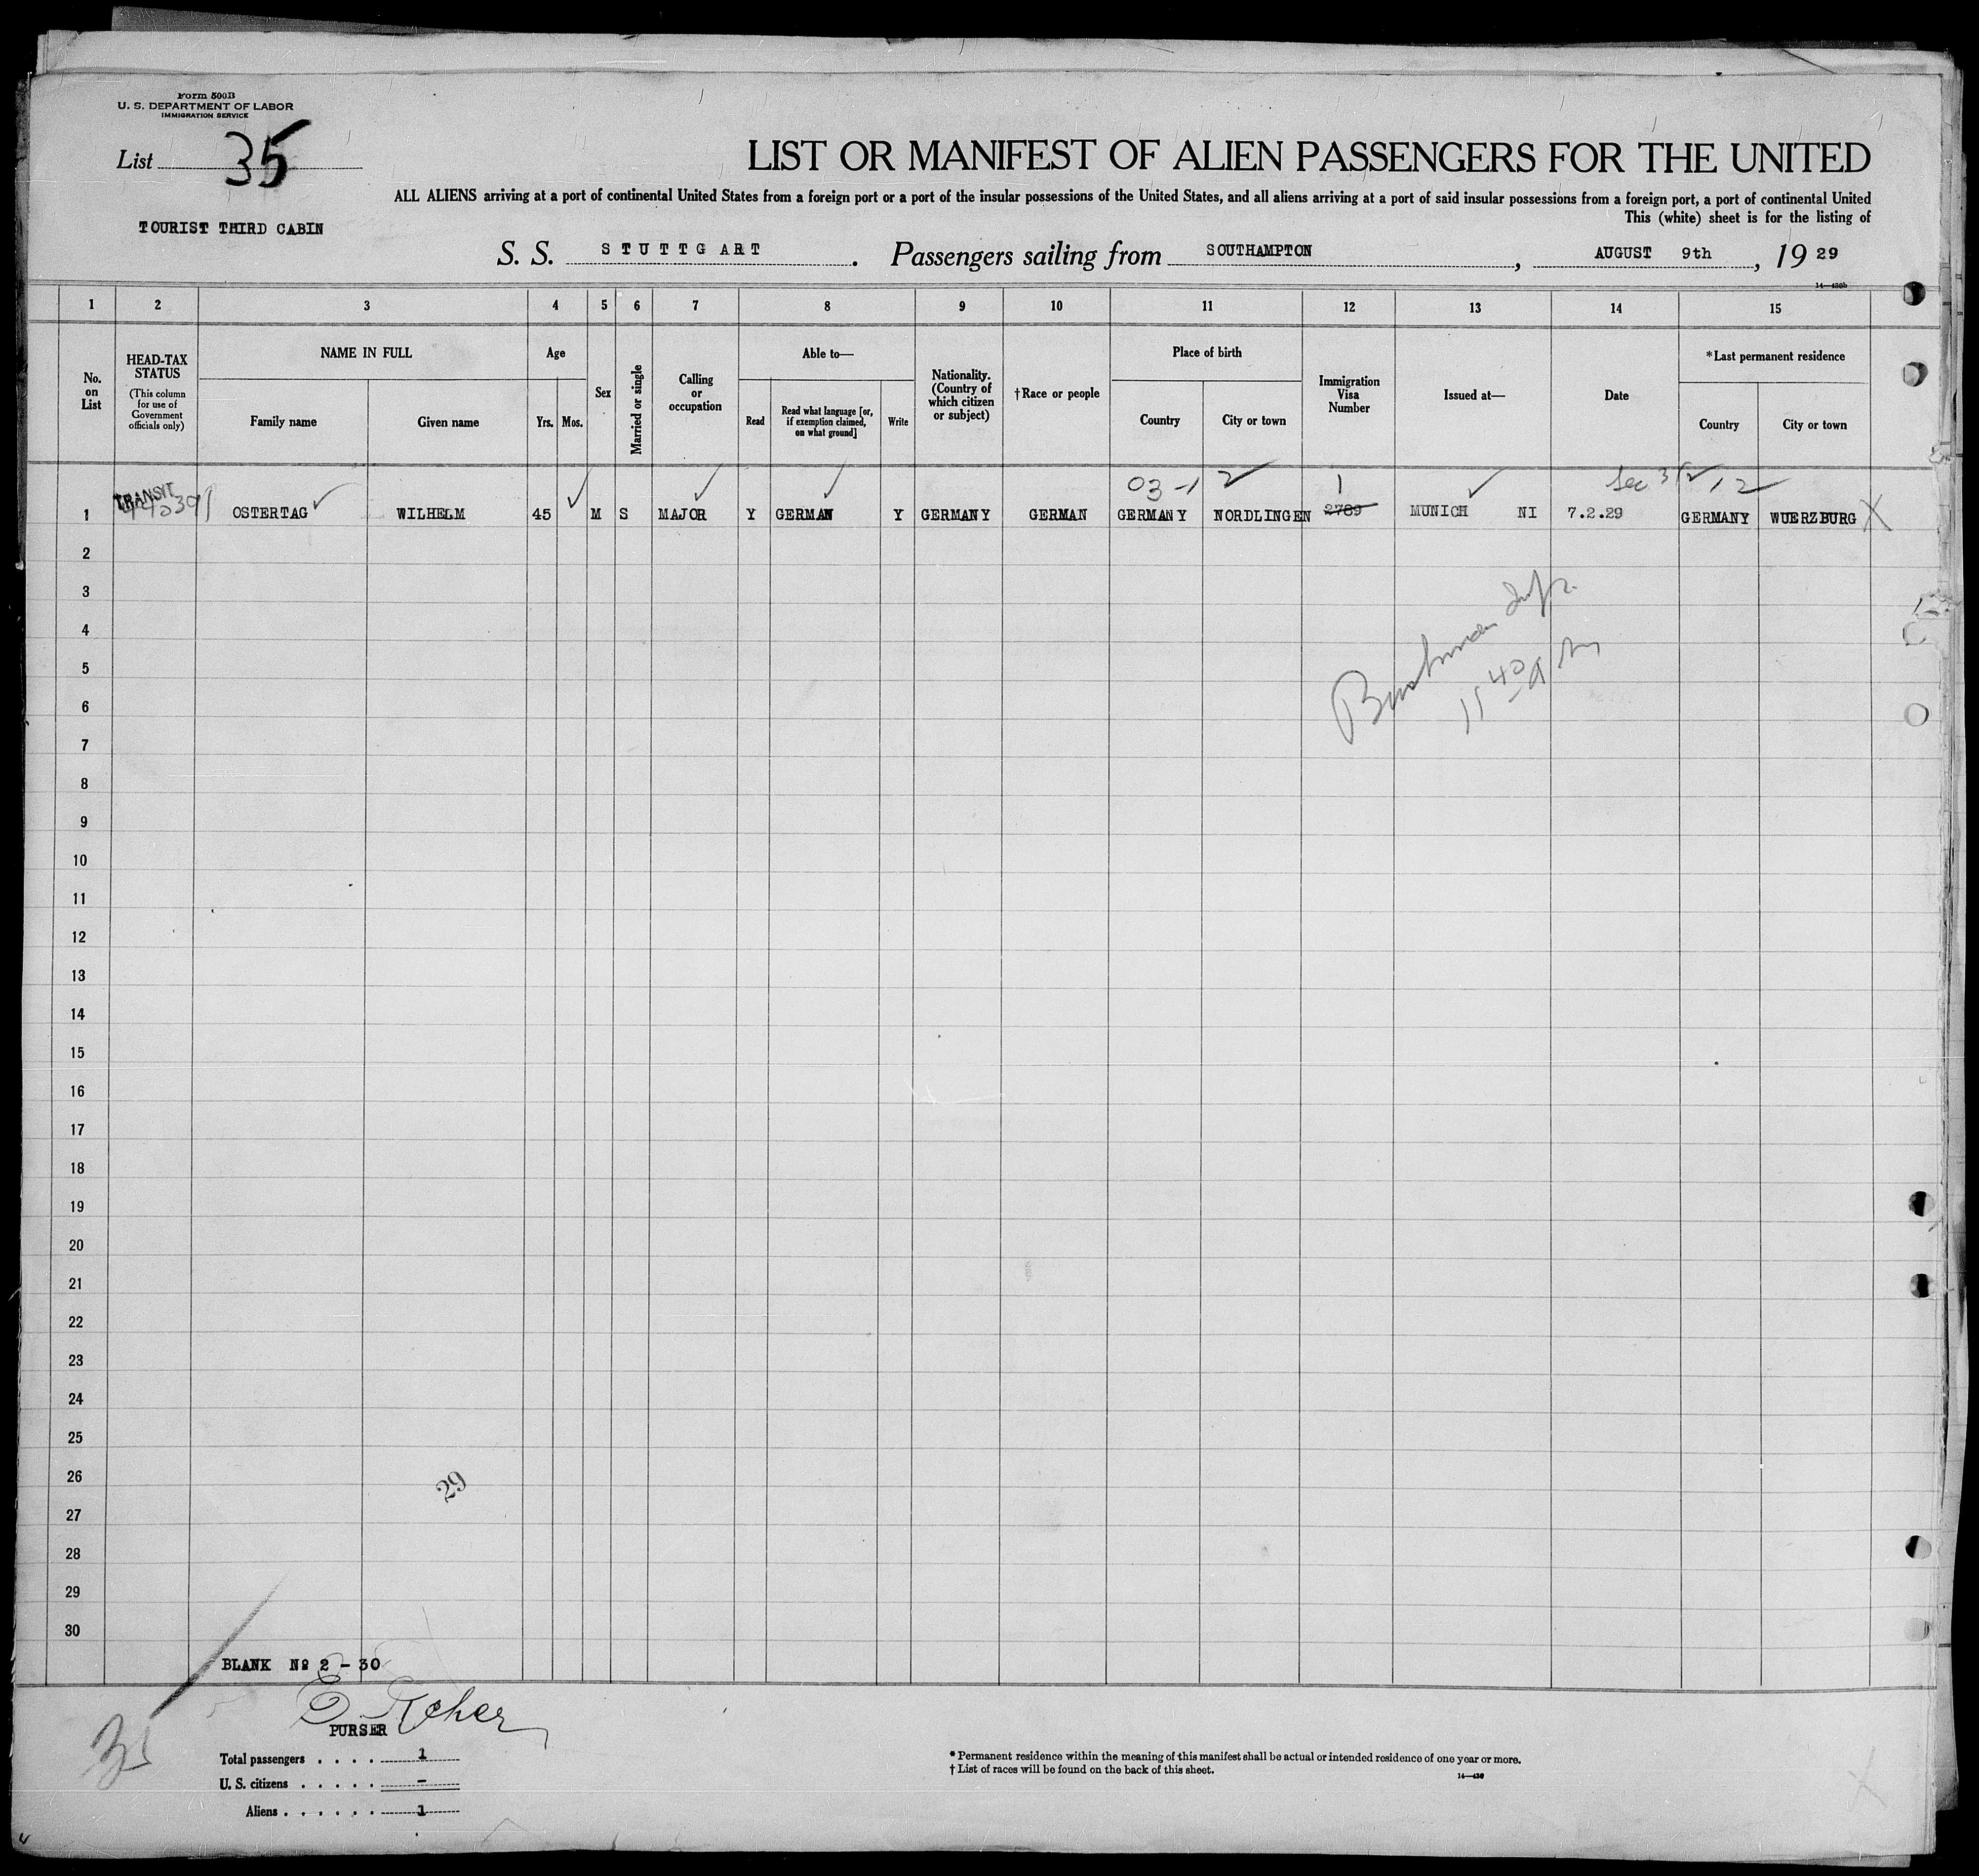 Form 500B
U. S. DEPARTMENT OF LABOR
IMMIGRATION SERVICE
List 35
LIST OR MANIFEST OF ALIEN PASSENGERS FOR THE UNITED
ALL ALIENS arriving at a port of continental United States from a foreign port or a port of the insular possessions of the United States, and all aliens arriving at a port of said insular possessions from a foreign port, a port of continental United
This (white) sheet is for the listing of
TOURIST THIRD CABIN
S. S. STUTTGART. Passengers sailing from SOUTHAMPTON, AUGUST 9th, 19 29
1 2 3 4 5 6 7 8 9 10 11 12 13 14 15
No. on List
HEAD-TAX STATUS
(This column for use of Government officials only)
NAME IN FULL
Family name
Given name
Age
Yrs.
Mos.
Sex
Married or single
Calling or occupation
Able to—
Read
Read what language [or, if exemption claimed, on what ground]
Write
Nationality. (Country of which citizen or subject)
†Race or people
Place of birth
Country
City or town
Immigration Visa Number
Issued at—
Date
*Last permanent residence
Country
City or town
03-1 2 1 Sec 3/2 12
TRANSIT
1 OSTERTAG WILHELM 45 M S MAJOR Y GERMAN Y GERMANY GERMAN GERMANY NORDLINGEN 2789 MUNICH NI 7.2.29 GERMANY WUERZBURG X
2
3
4
5
6
7
8
9
10
11
12
13
14
15
16
17
18
19
20
21
22
23
24
25
26
29
27
28
29
30
BLANK Nº 2 - 30
PURSER
Total passengers . . . . 1
U. S. citizens . . . . . -
Aliens . . . . . . 1
* Permanent residence within the meaning of this manifest shall be actual or intended residence of one year or more.
† List of races will be found on the back of this sheet.